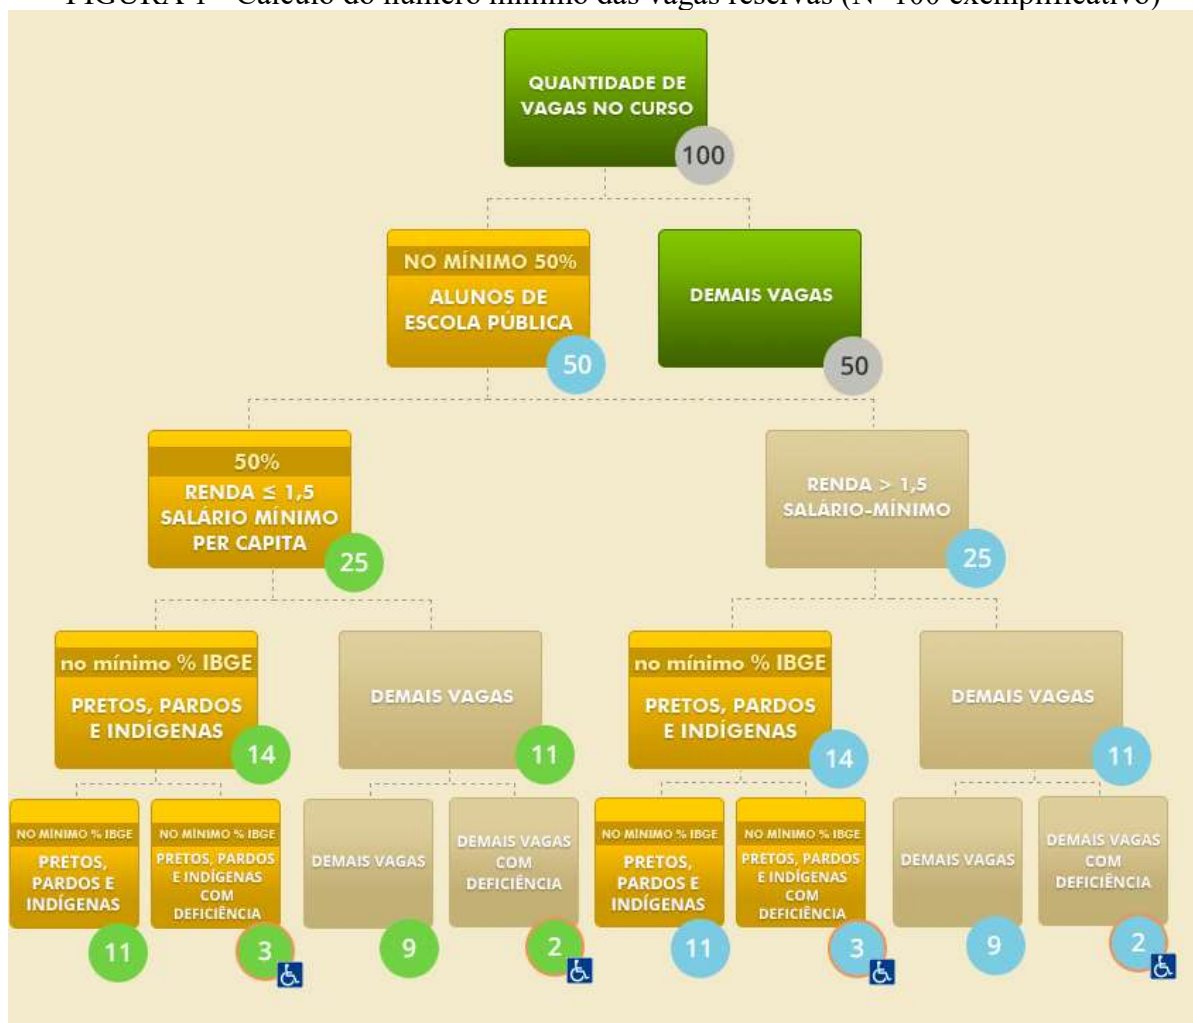 QUANTIDADE DE
VAGAS NO CURSO
100
NO MÍNIMO 50%
ALUNOS DE
ESCOLA PÚBLICA
50
DEMAIS VAGAS
50
50%
RENDA ≤ 1,5
SALÁRIO MÍNIMO
PER CAPITA
25
RENDA > 1,5
SALÁRIO-MÍNIMO
25
no mínimo % IBGE
PRETOS, PARDOS
E INDÍGENAS
14
DEMAIS VAGAS
11
no mínimo % IBGE
PRETOS, PARDOS
E INDÍGENAS
14
DEMAIS VAGAS
11
NO MÍNIMO % IBGE
PRETOS,
PARDOS E
INDÍGENAS
11
NO MÍNIMO % IBGE
PRETOS, PARDOS
E INDÍGENAS
COM
DEFICIÊNCIA
3
DEMAIS VAGAS
9
DEMAIS VAGAS
COM
DEFICIÊNCIA
2
NO MÍNIMO % IBGE
PRETOS,
PARDOS E
INDÍGENAS
11
NO MÍNIMO % IBGE
PRETOS, PARDOS
E INDÍGENAS
COM
DEFICIÊNCIA
3
DEMAIS VAGAS
9
DEMAIS VAGAS
COM
DEFICIÊNCIA
2